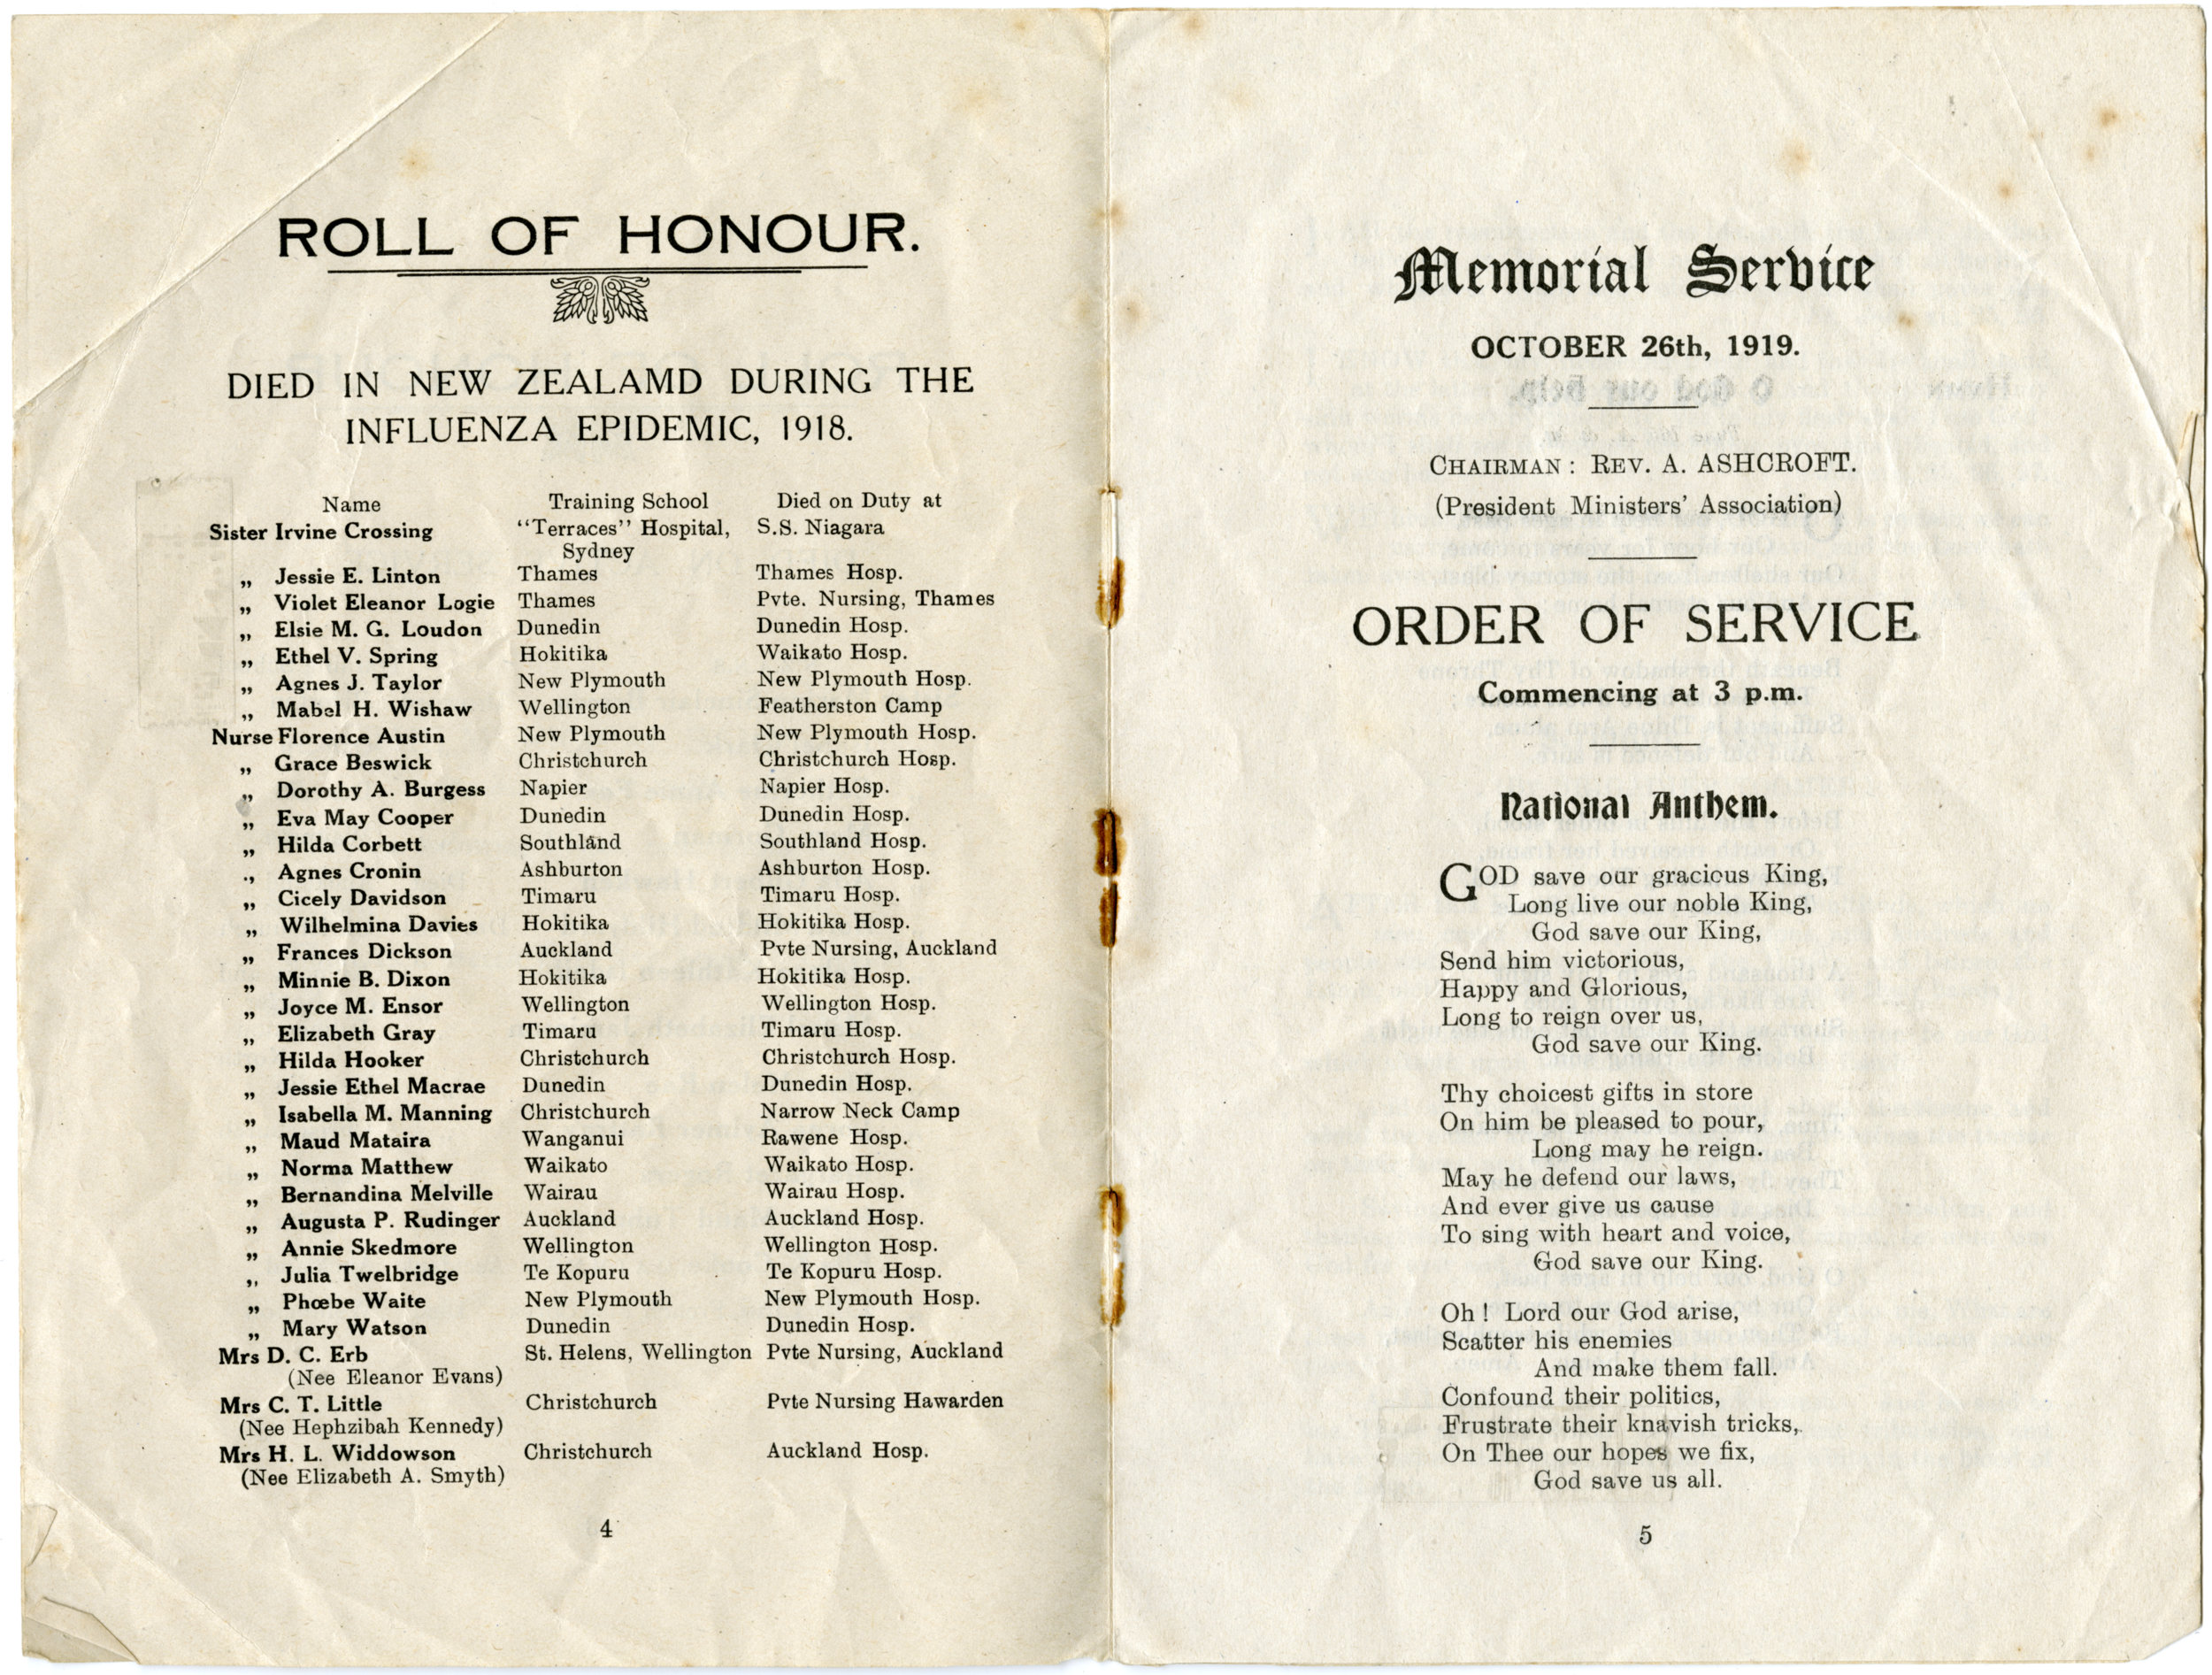 ROLL OF HONOUR.
DIED IN NEW ZEALAMD DURING THE
INFLUENZA EPIDEMIC, 1918.
Name Training School Died on Duty at
Sister Irvine Crossing "Terraces" Hospital, S.S. Niagara
Sydney
„ Jessie E. Linton Thames Thames Hosp.
„ Violet Eleanor Logie Thames Pvte. Nursing, Thames
„ Elsie M. G. Loudon Dunedin Dunedin Hosp.
„ Ethel V. Spring Hokitika Waikato Hosp.
„ Agnes J. Taylor New Plymouth New Plymouth Hosp.
„ Mabel H. Wishaw Wellington Featherston Camp
Nurse Florence Austin New Plymouth New Plymouth Hosp.
„ Grace Beswick Christchurch Christchurch Hosp.
„ Dorothy A. Burgess Napier Napier Hosp.
„ Eva May Cooper Dunedin Dunedin Hosp.
„ Hilda Corbett Southland Southland Hosp.
„ Agnes Cronin Ashburton Ashburton Hosp.
„ Cicely Davidson Timaru Timaru Hosp.
„ Wilhelmina Davies Hokitika Hokitika Hosp.
„ Frances Dickson Auckland Pvte Nursing, Auckland
„ Minnie B. Dixon Hokitika Hokitika Hosp.
„ Joyce M. Ensor Wellington Wellington Hosp.
„ Elizabeth Gray Timaru Timaru Hosp.
„ Hilda Hooker Christchurch Christchurch Hosp.
„ Jessie Ethel Macrae Dunedin Dunedin Hosp.
„ Isabella M. Manning Christchurch Narrow Neck Camp
„ Maud Mataira Wanganui Rawene Hosp.
„ Norma Matthew Waikato Waikato Hosp.
„ Bernandina Melville Wairau Wairau Hosp.
„ Augusta P. Rudinger Auckland Auckland Hosp.
„ Annie Skedmore Wellington Wellington Hosp.
„ Julia Twelbridge Te Kopuru Te Kopuru Hosp.
„ Phœbe Waite New Plymouth New Plymouth Hosp.
„ Mary Watson Dunedin Dunedin Hosp.
Mrs D. C. Erb St. Helens, Wellington Pvte Nursing, Auckland
(Nee Eleanor Evans)
Mrs C. T. Little Christchurch Pvte Nursing Hawarden
(Nee Hephzibah Kennedy)
Mrs H. L. Widdowson Christchurch Auckland Hosp.
(Nee Elizabeth A. Smyth)
4
Memorial Service
OCTOBER 26th, 1919.
CHAIRMAN : REV. A. ASHCROFT.
(President Ministers' Association)
ORDER OF SERVICE
Commencing at 3 p.m.
National Anthem.
GOD save our gracious King,
Long live our noble King,
God save our King,
Send him victorious,
Happy and Glorious,
Long to reign over us,
God save our King.
Thy choicest gifts in store
On him be pleased to pour,
Long may he reign.
May he defend our laws,
And ever give us cause
To sing with heart and voice,
God save our King.
Oh ! Lord our God arise,
Scatter his enemies
And make them fall.
Confound their politics,
Frustrate their knavish tricks,
On Thee our hopes we fix,
God save us all.
5